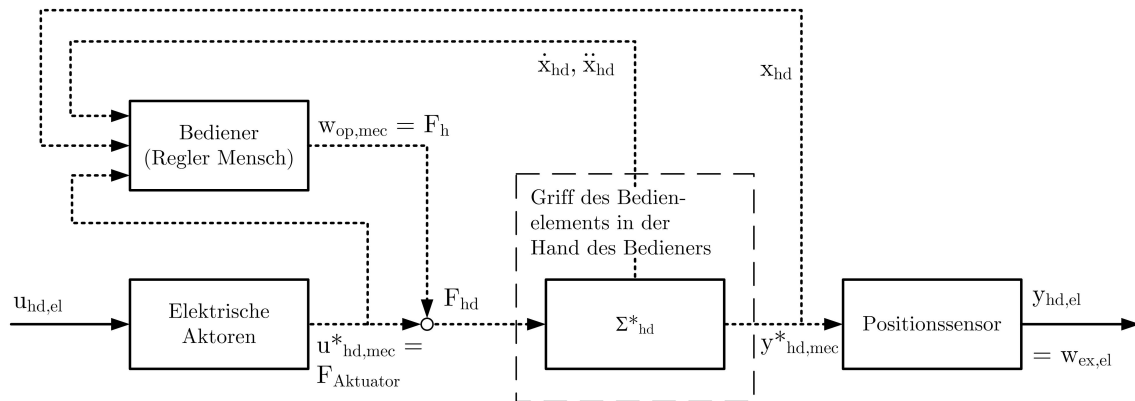 ẋhd, ẍhd
xhd
Bediener
(Regler Mensch)
wop,mec = Fh
Griff des Bedien-
elements in der
Hand des Bedieners
uhd,el
Elektrische
Aktoren
Fhd
Σ*hd
Positionssensor
yhd,el
u*hd,mec =
FAktuator
y*hd,mec
= wex,el